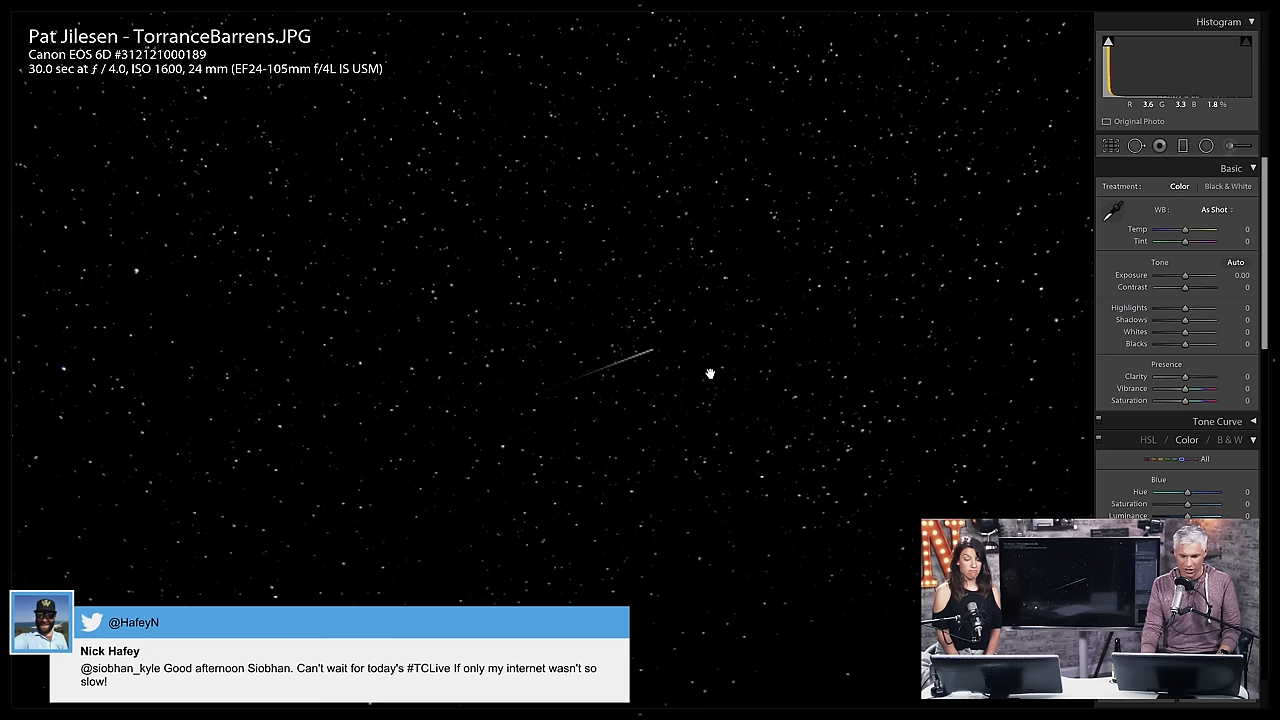 Pat Jilesen - TorranceBarrens.JPG
Canon EOS 6D #312121000189
30.0 sec at ƒ / 4.0, ISO 1600, 24 mm (EF24-105mm f/4L IS USM)
Histogram
R 3.6 G 3.3 B 1.8 %
Original Photo
Basic
Treatment : Color Black & White
WB : As Shot
Temp 0
Tint 0
Tone Auto
Exposure 0.00
Contrast 0
Highlights 0
Shadows 0
Whites 0
Blacks 0
Presence
Clarity 0
Vibrance 0
Saturation 0
Tone Curve
HSL / Color / B & W
All
Blue
Hue 0
Saturation 0
Luminance 0
@HafeyN
Nick Hafey
@siobhan_kyle Good afternoon Siobhan. Can't wait for today's #TCLive If only my internet wasn't so
slow!
N